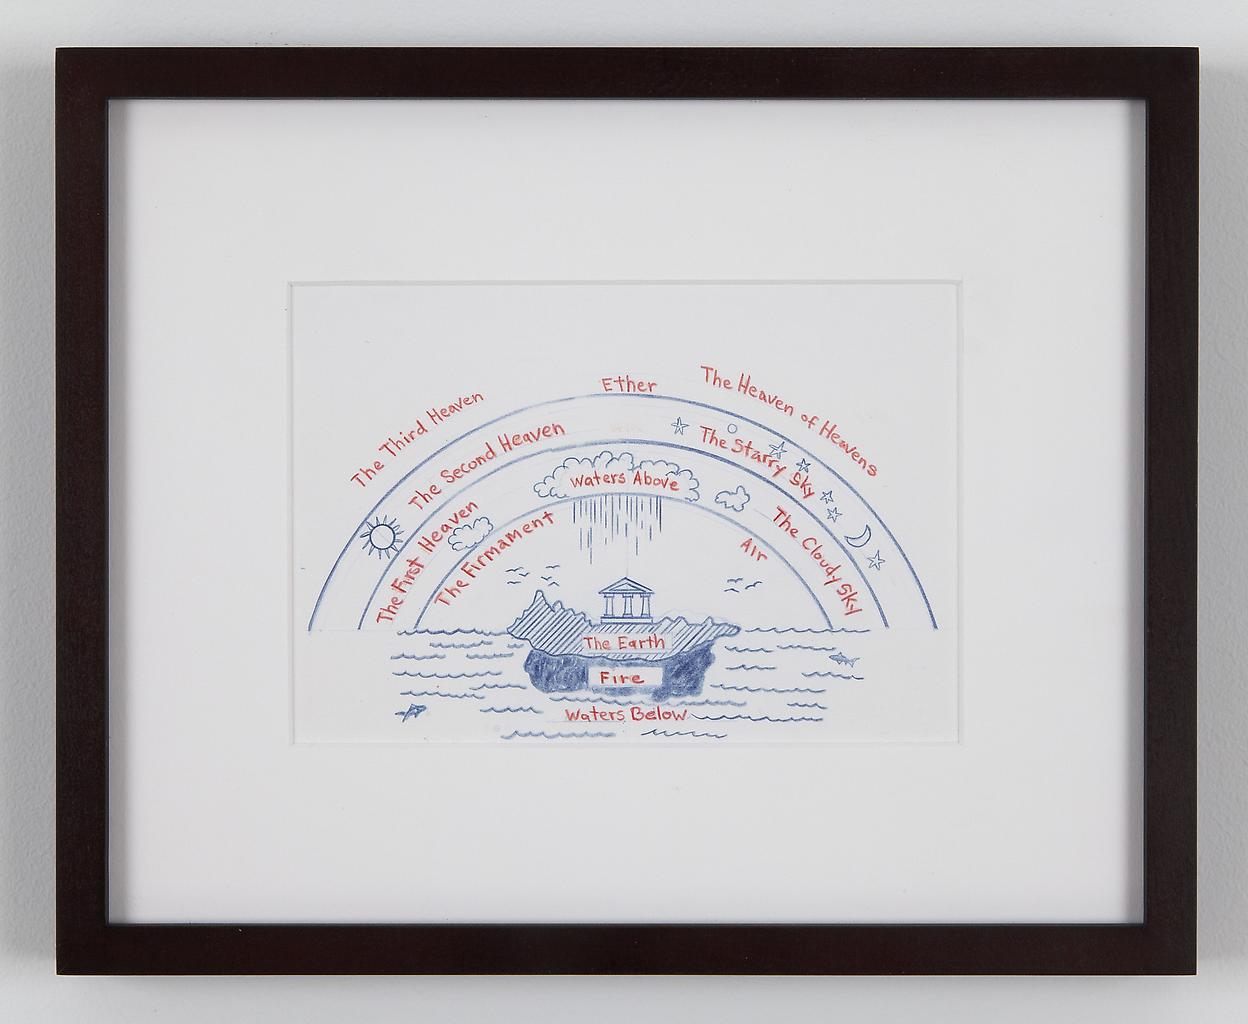 Ether
The Heaven of Heavens
The Third Heaven
The Second Heaven
The Starry Sky
Waters Above
The First Heaven
The Cloudy Sky
The Firmament
Air
The Earth
Fire
Waters Below